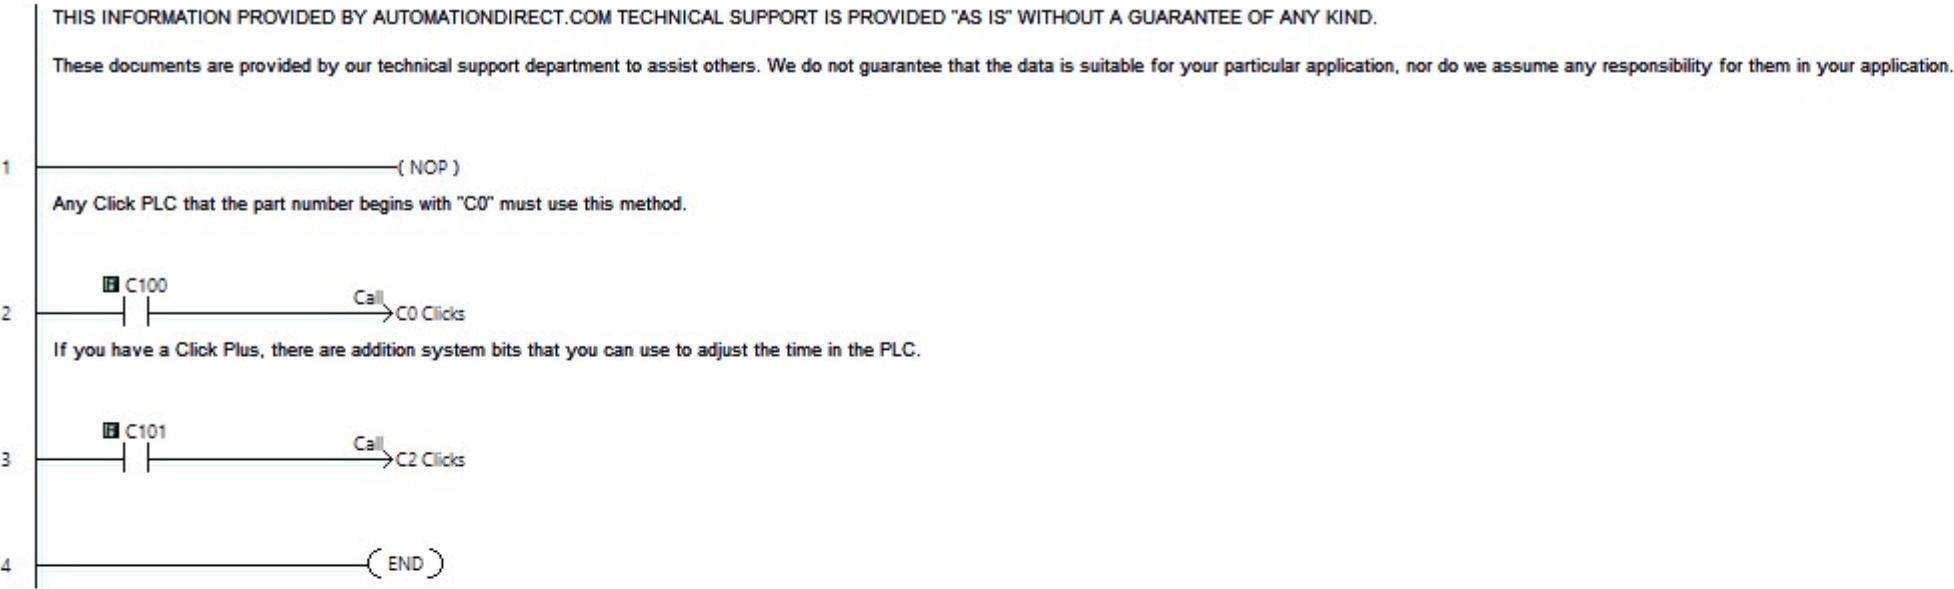 THIS INFORMATION PROVIDED BY AUTOMATIONDIRECT.COM TECHNICAL SUPPORT IS PROVIDED "AS IS" WITHOUT A GUARANTEE OF ANY KIND.
These documents are provided by our technical support department to assist others. We do not guarantee that the data is suitable for your particular application, nor do we assume any responsibility for them in your application.
1 ( NOP )
Any Click PLC that the part number begins with "C0" must use this method.
C100
Call
2 C0 Clicks
If you have a Click Plus, there are addition system bits that you can use to adjust the time in the PLC.
C101
Call
3 C2 Clicks
4 ( END )